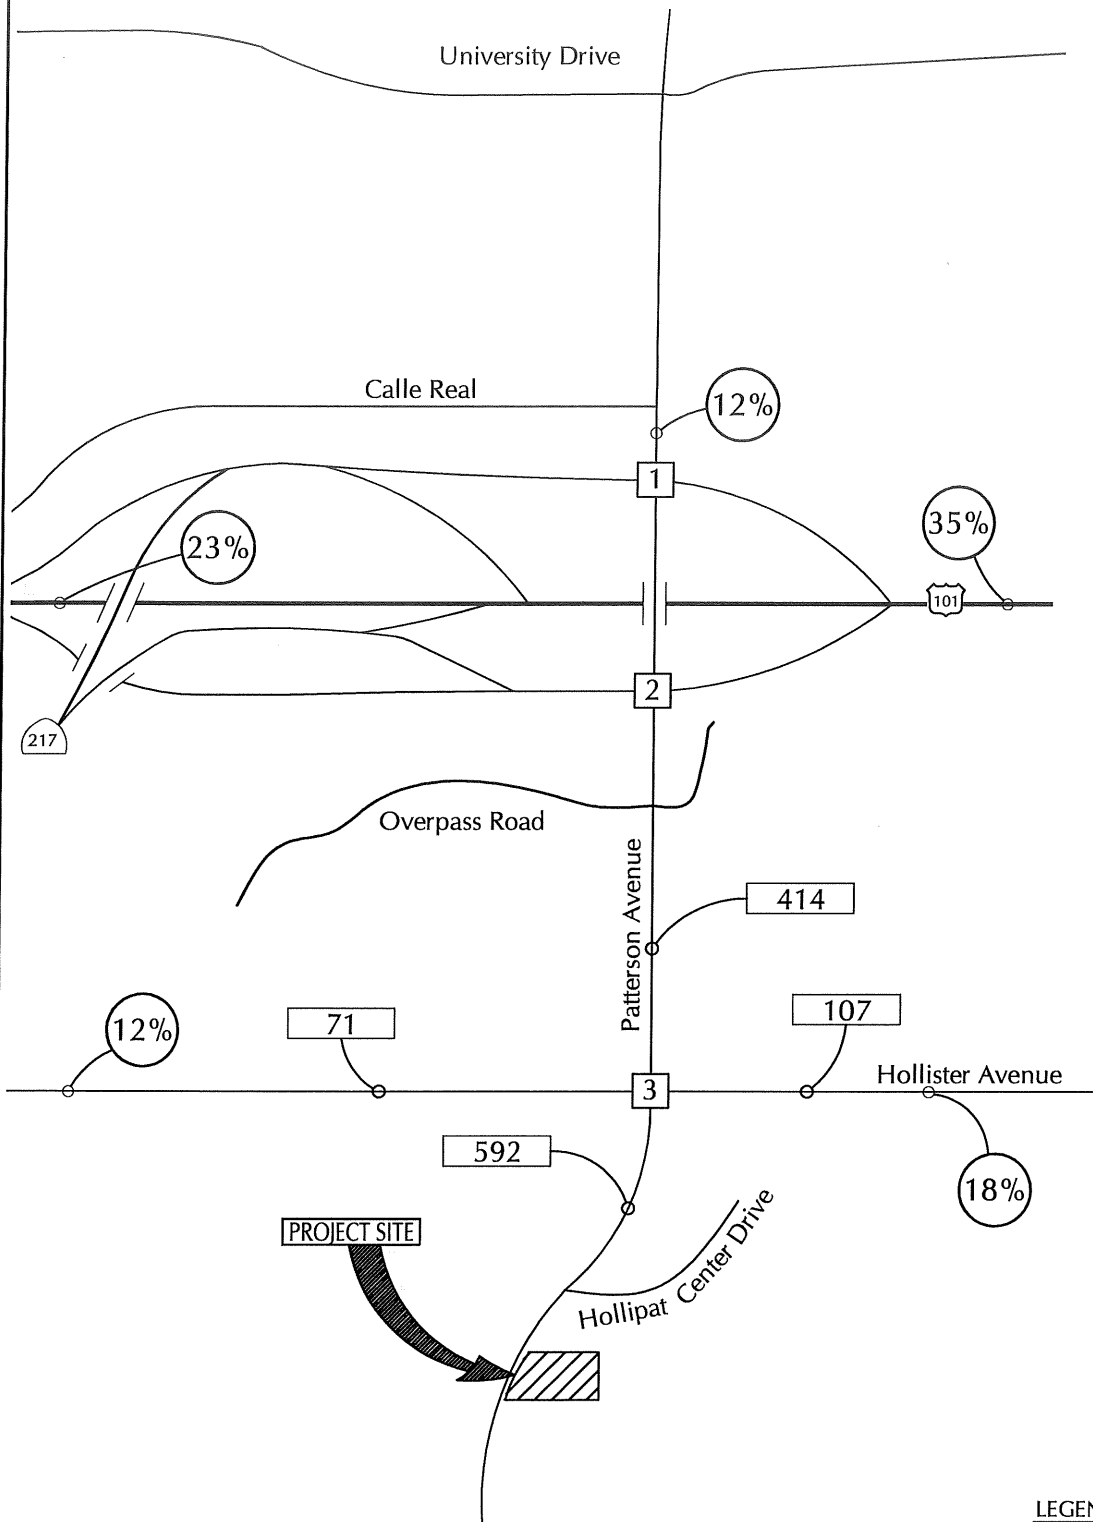 University Drive
Calle Real
12%
1
35%
23%
101
2
217
Overpass Road
Patterson Avenue
414
107
12%
71
Hollister Avenue
3
592
18%
PROJECT SITE
Hollipat Center Drive
LEGEN